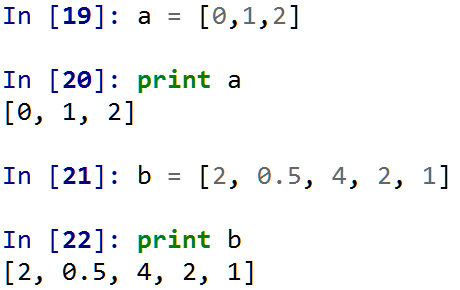 In [19]: a = [0,1,2]
In [20]: print a
[0, 1, 2]
In [21]: b = [2, 0.5, 4, 2, 1]
In [22]: print b
[2, 0.5, 4, 2, 1]